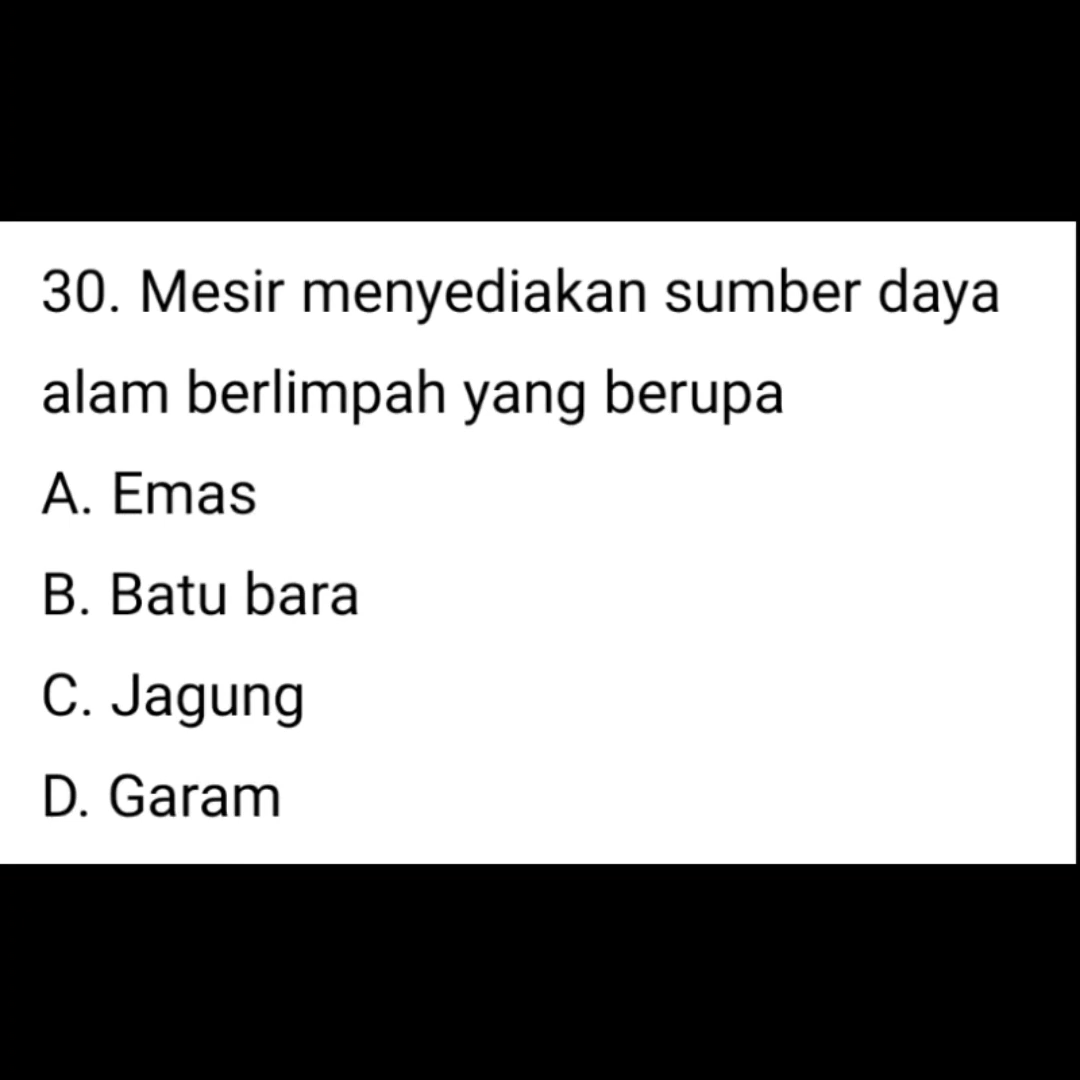 30. Mesir menyediakan sumber daya
alam berlimpah yang berupa
A. Emas
B. Batu bara
C. Jagung
D. Garam